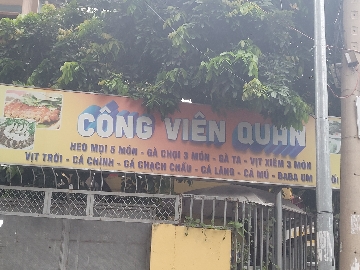 CÔNG VIÊN QUÁN
HEO MỌI 5 MÓN - GÀ CHỌI 3 MÓN - GÀ TA - VỊT XIÊM 3 MÓN
VỊT TRỜI - CÁ CHÌNH - CÁ CHẠCH CHẤU - CÁ LĂNG - CÁ MÚ - BABA UM